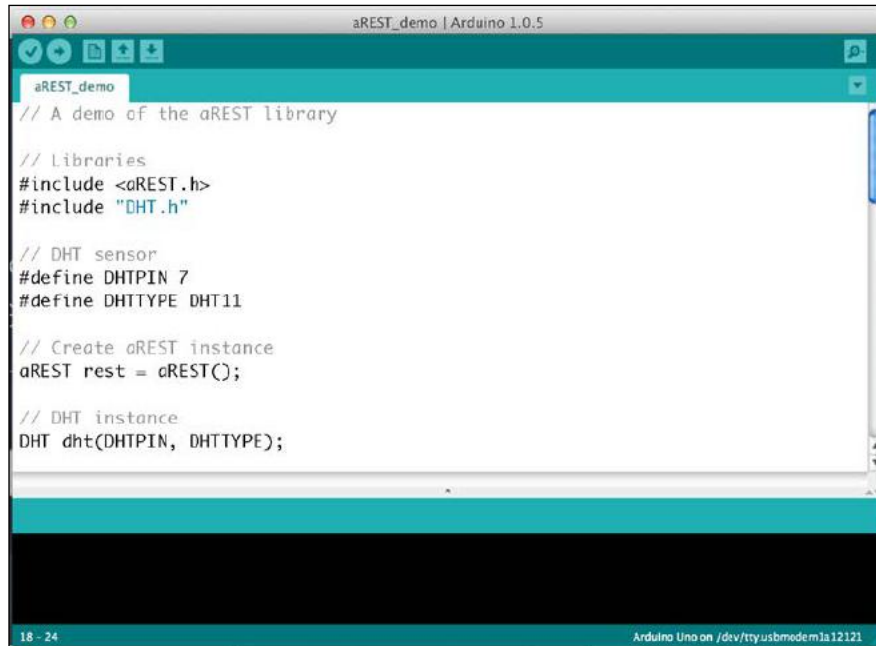 aREST_demo | Arduino 1.0.5
aREST_demo
// A demo of the aREST library
// Libraries
#include <aREST.h>
#include "DHT.h"
// DHT sensor
#define DHTPIN 7
#define DHTTYPE DHT11
// Create aREST instance
aREST rest = aREST();
// DHT instance
DHT dht(DHTPIN, DHTTYPE);
18 - 24
Arduino Uno on /dev/tty.usbmodem1a12121